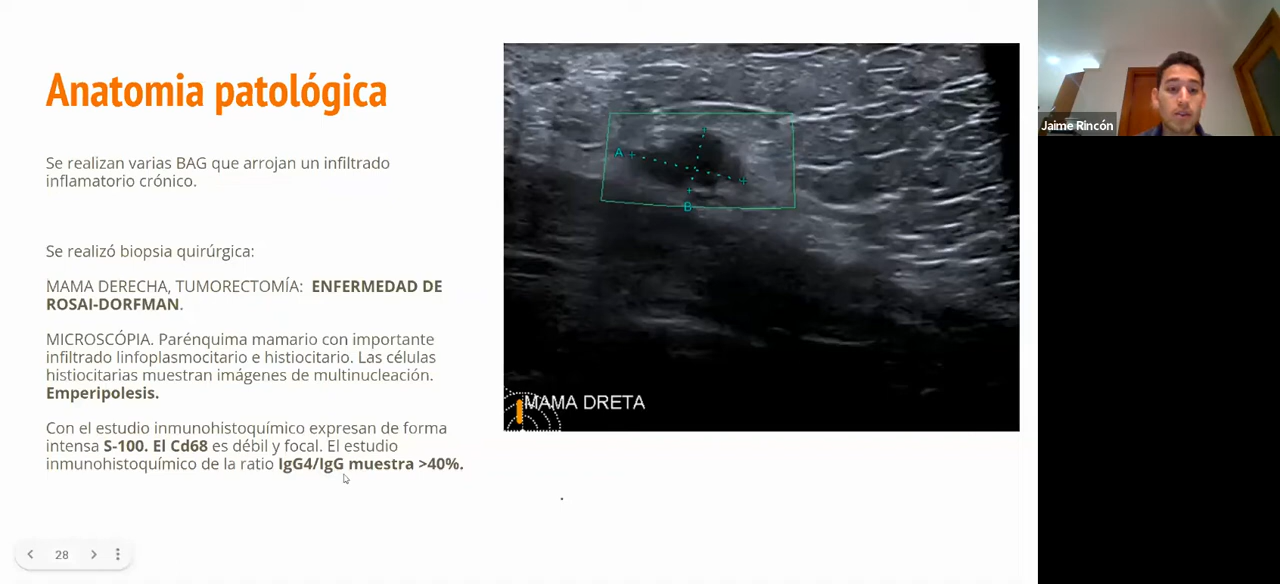 Anatomia patológica
Se realizan varias BAG que arrojan un infiltrado
inflamatorio crónico.
Se realizó biopsia quirúrgica:
MAMA DERECHA, TUMORECTOMÍA: ENFERMEDAD DE
ROSAI-DORFMAN.
MICROSCÓPIA. Parénquima mamario con importante
infiltrado linfoplasmocitario e histiocitario. Las células
histiocitarias muestran imágenes de multinucleación.
Emperipolesis.
Con el estudio inmunohistoquímico expresan de forma
intensa S-100. El Cd68 es débil y focal. El estudio
inmunohistoquímico de la ratio IgG4/IgG muestra >40%.
A
B
MAMA DRETA
.
28
Jaime Rincón